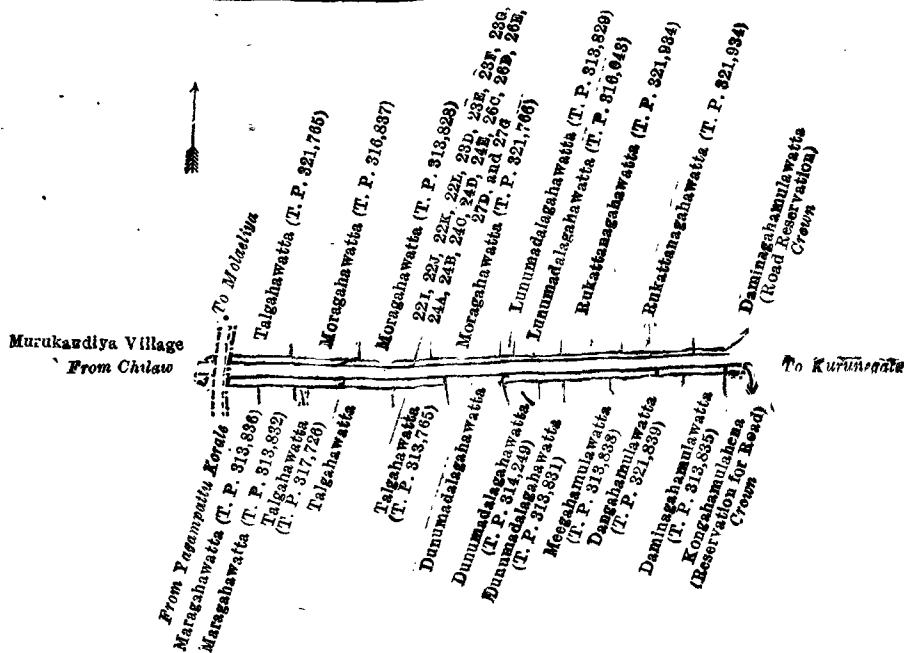 To Molaeliya
Talgahawatta (T. P. 321,765)
Moragahawatta (T. P. 316,837)
Moragahawatta (T. P. 313,828)
22I, 22J, 22K, 22L, 23D, 23E, 23F, 23G,
24A, 24B, 24C, 24D, 24E, 26C, 26D, 26E,
27D, and 27G
Moragahawatta (T. P. 321,766)
Lunumadalagahawatta (T. P. 313,829)
Lunumadalagahawatta (T. P. 316,043)
Rukattanagahawatta (T. P. 321,934)
Rukattanagahawatta (T. P. 321,934)
Daminagahamulawatta
(Road Reservation)
Crown
Murukandiya Village
From Chilaw
To Kurunegala
From Yagampattu Korale
Maragahawatta (T. P. 313,836)
Maragahawatta (T. P. 313,832)
Talgahawatta
(T. P. 317,726)
Talgahawatta
Talgahawatta
(T. P. 313,765)
Dunumadalagahawatta
Dunumadalagahawatta
(T. P. 314,249)
Dunumadalagahawatta
(T. P. 313,831)
Meegahamulawatta
(T. P. 313,838)
Dangahamulawatta
(T. P. 321,839)
Daminagahamulawatta
(T. P. 313,835)
Kongahamulahena
(Reservation for Road)
Crown